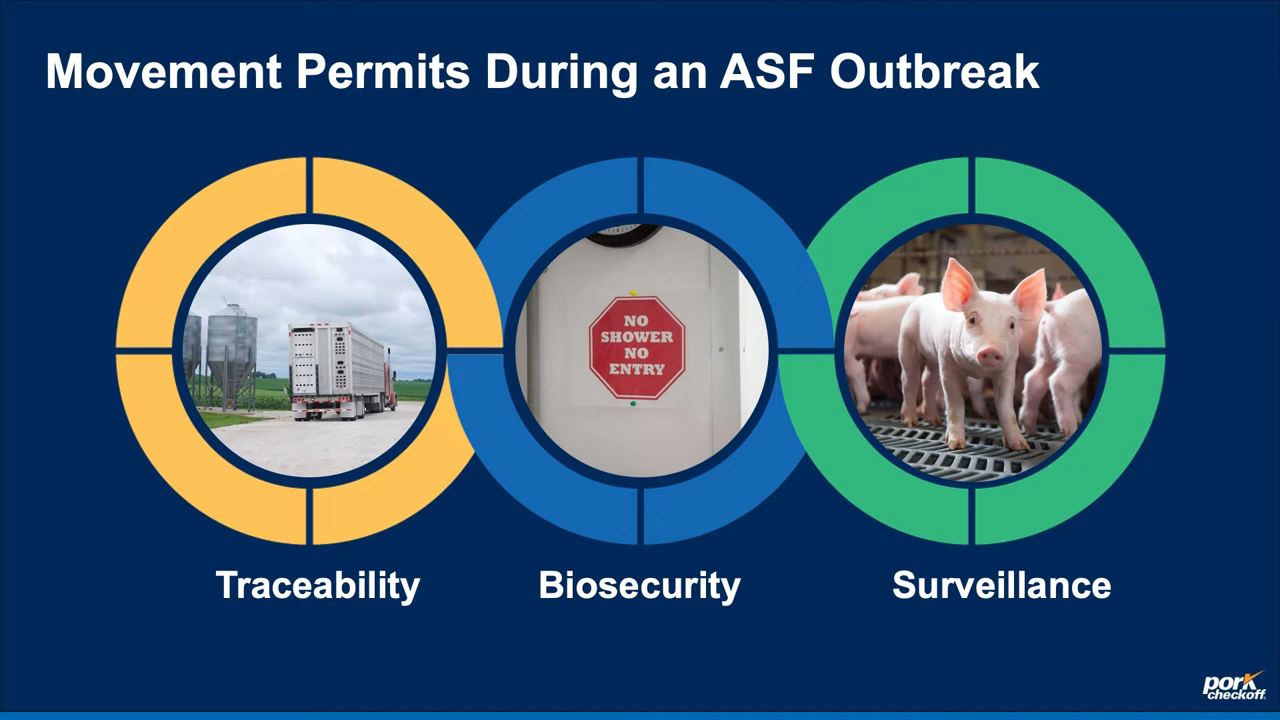 Movement Permits During an ASF Outbreak
NO
SHOWER
NO
ENTRY
Traceability
Biosecurity
Surveillance
pork
checkoff